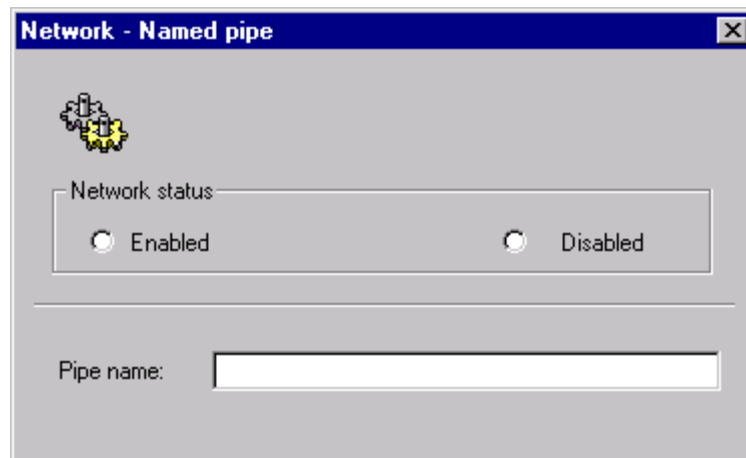 Network - Named pipe
Network status
Enabled Disabled
Pipe name: